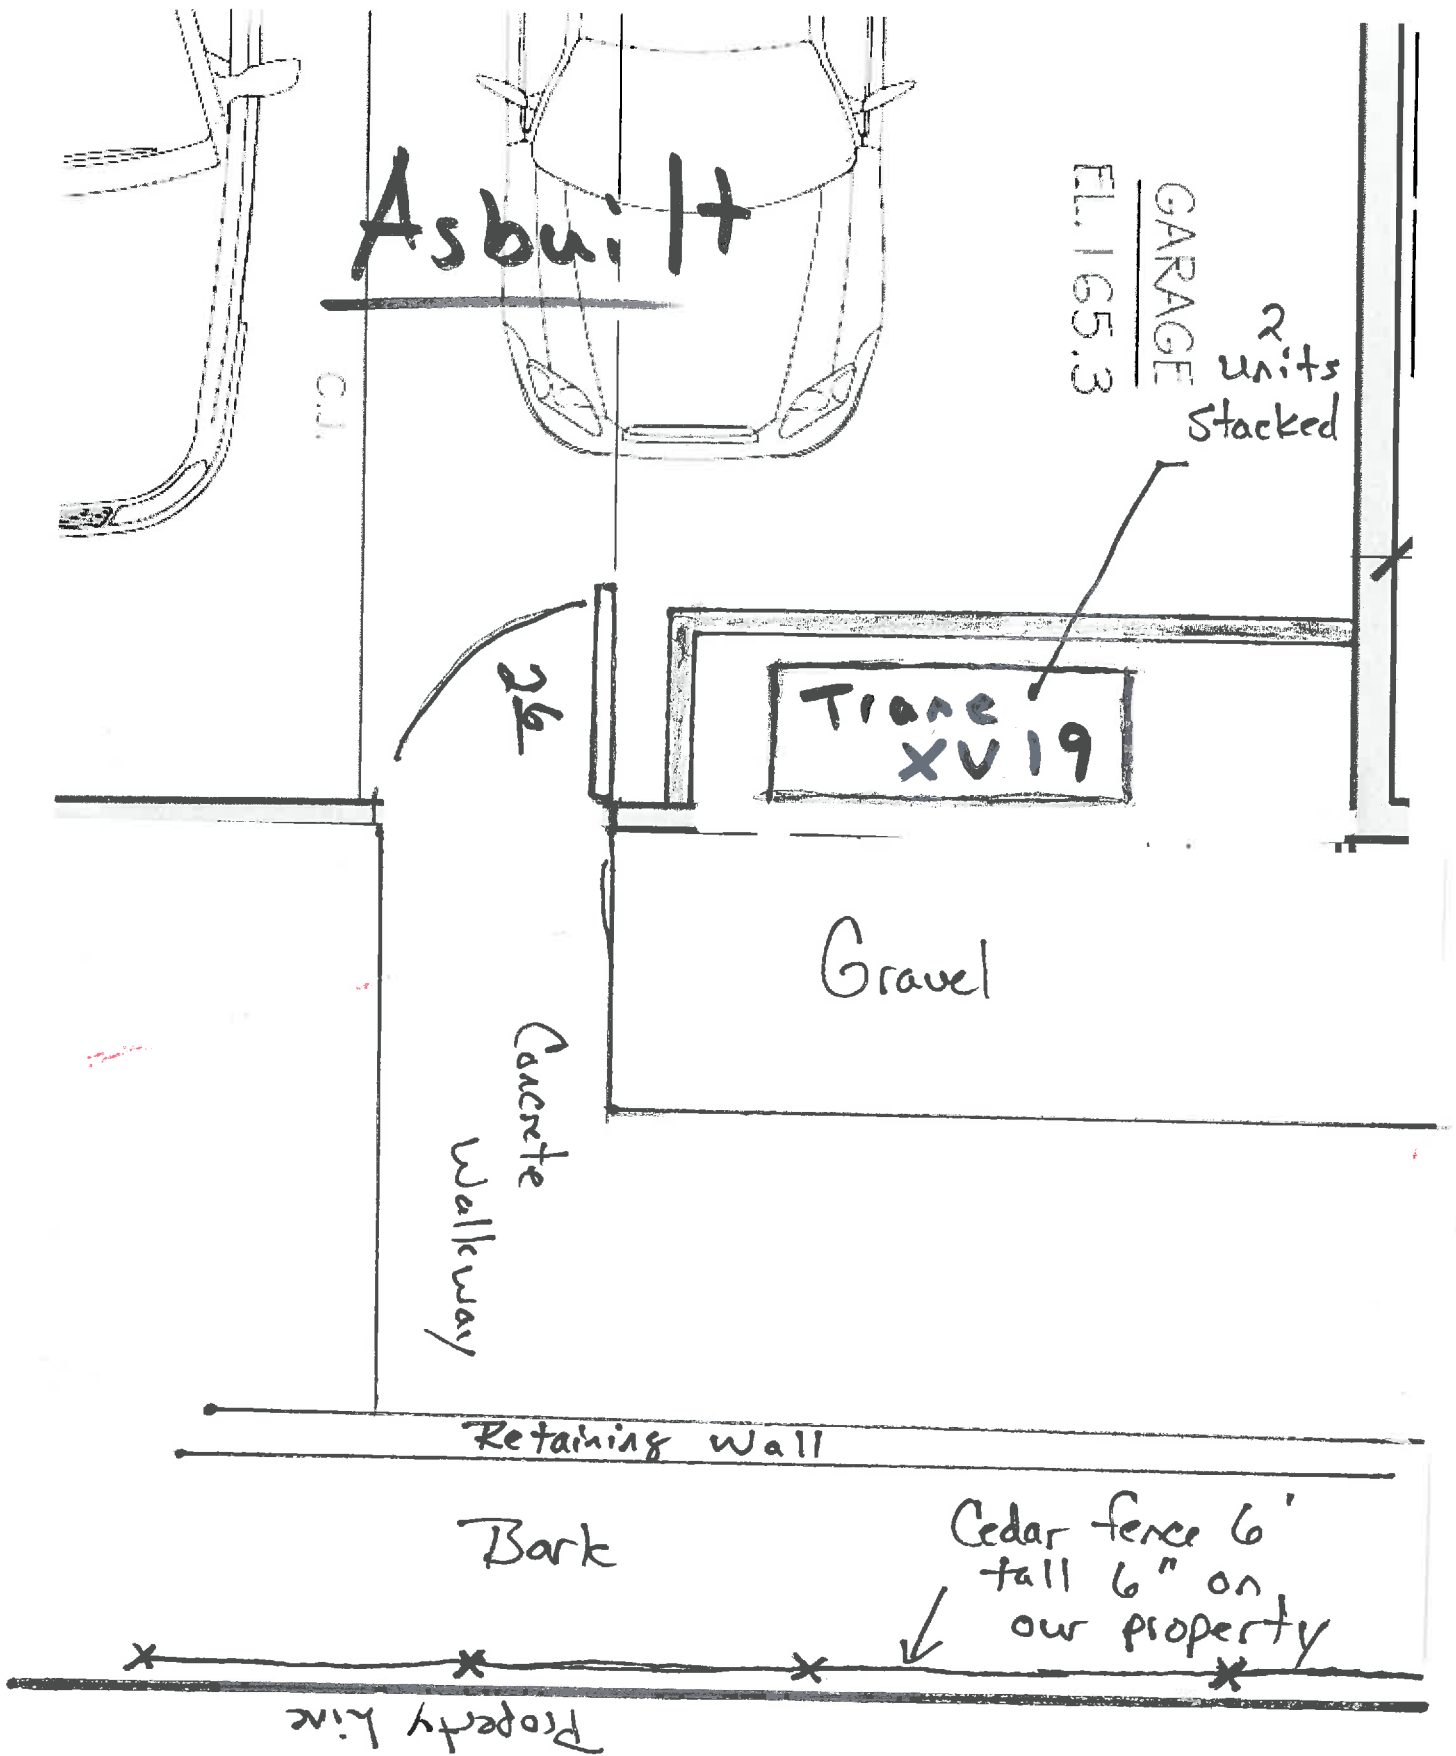 Asbuilt
GARAGE
EL. 165.3
2
units
stacked
C.J.
26
Trane
XV19
Gravel
Concrete
Walkway
Retaining Wall
Bark
Cedar fence 6'
tall 6" on
our property
Property Line